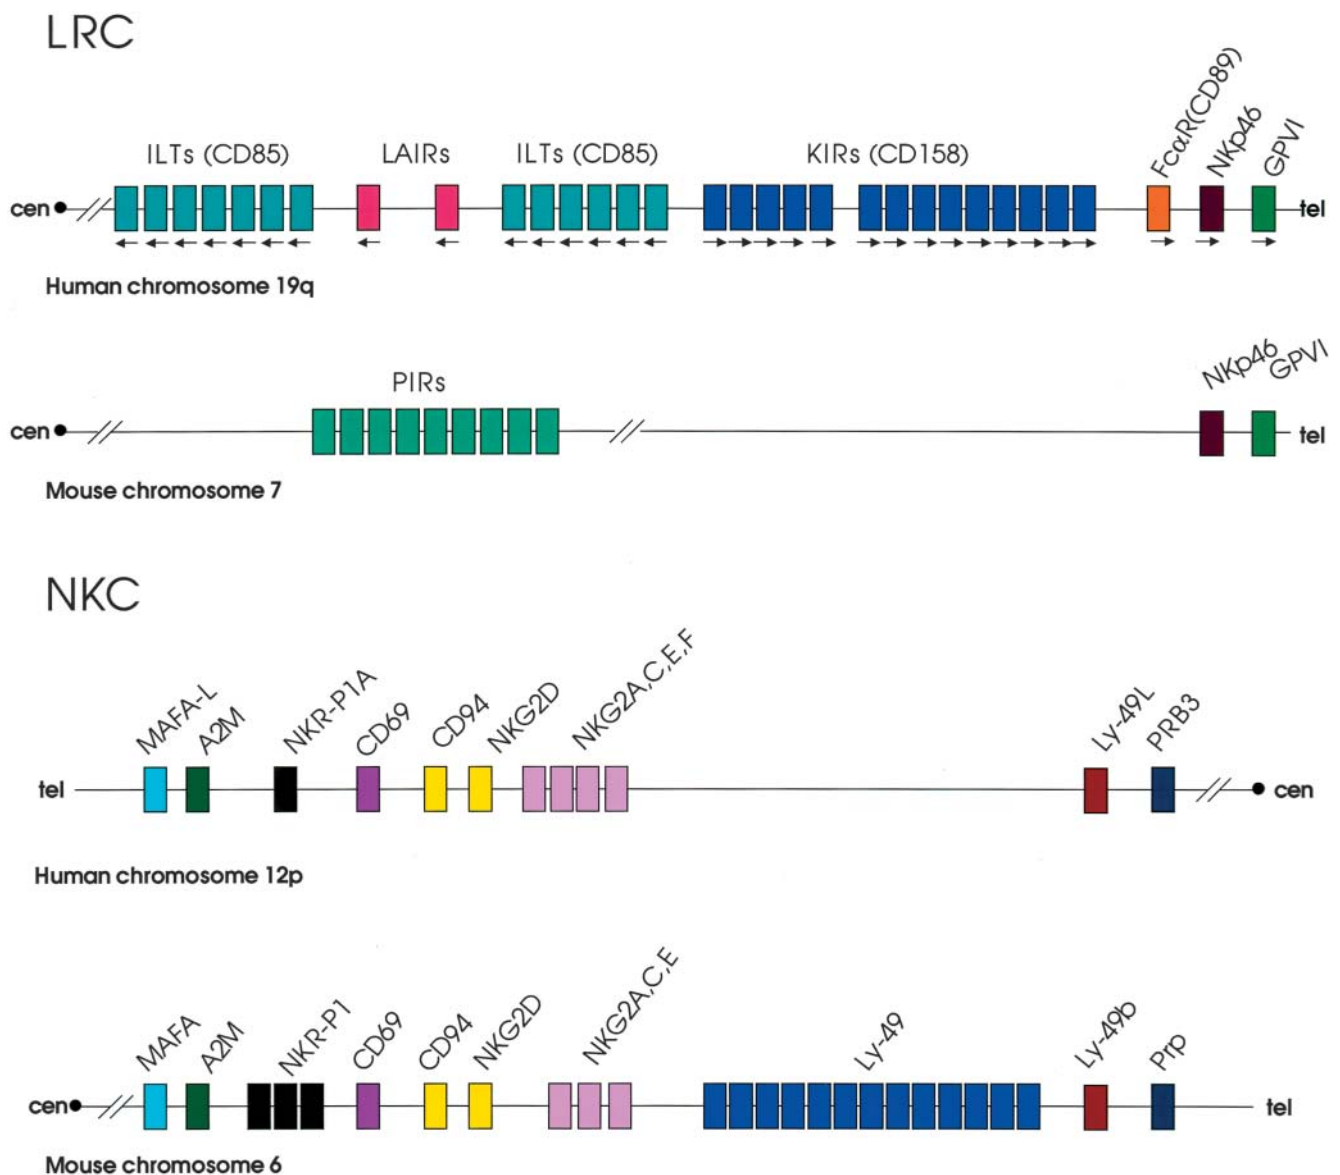 LRC
ILTs (CD85) LAIRs ILTs (CD85) KIRs (CD158) FcαR(CD89) NKp46 GPVI
cen tel
Human chromosome 19q
PIRs NKp46 GPVI
cen tel
Mouse chromosome 7
NKC
MAFA-L A2M NKR-P1A CD69 CD94 NKG2D NKG2A,C,E,F Ly-49L PRB3
tel cen
Human chromosome 12p
MAFA A2M NKR-P1 CD69 CD94 NKG2D NKG2A,C,E Ly-49 Ly-49b Prp
cen tel
Mouse chromosome 6